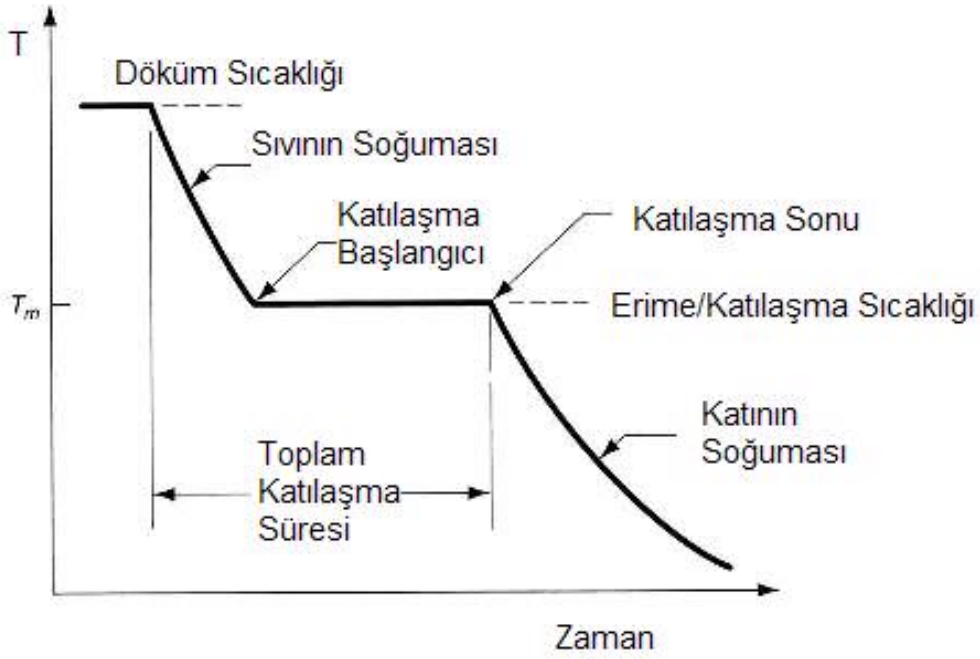 T
Döküm Sıcaklığı
Sıvının Soğuması
Katılaşma
Başlangıcı
Katılaşma Sonu
Tm
Erime/Katılaşma Sıcaklığı
Katının
Soğuması
Toplam
Katılaşma
Süresi
Zaman